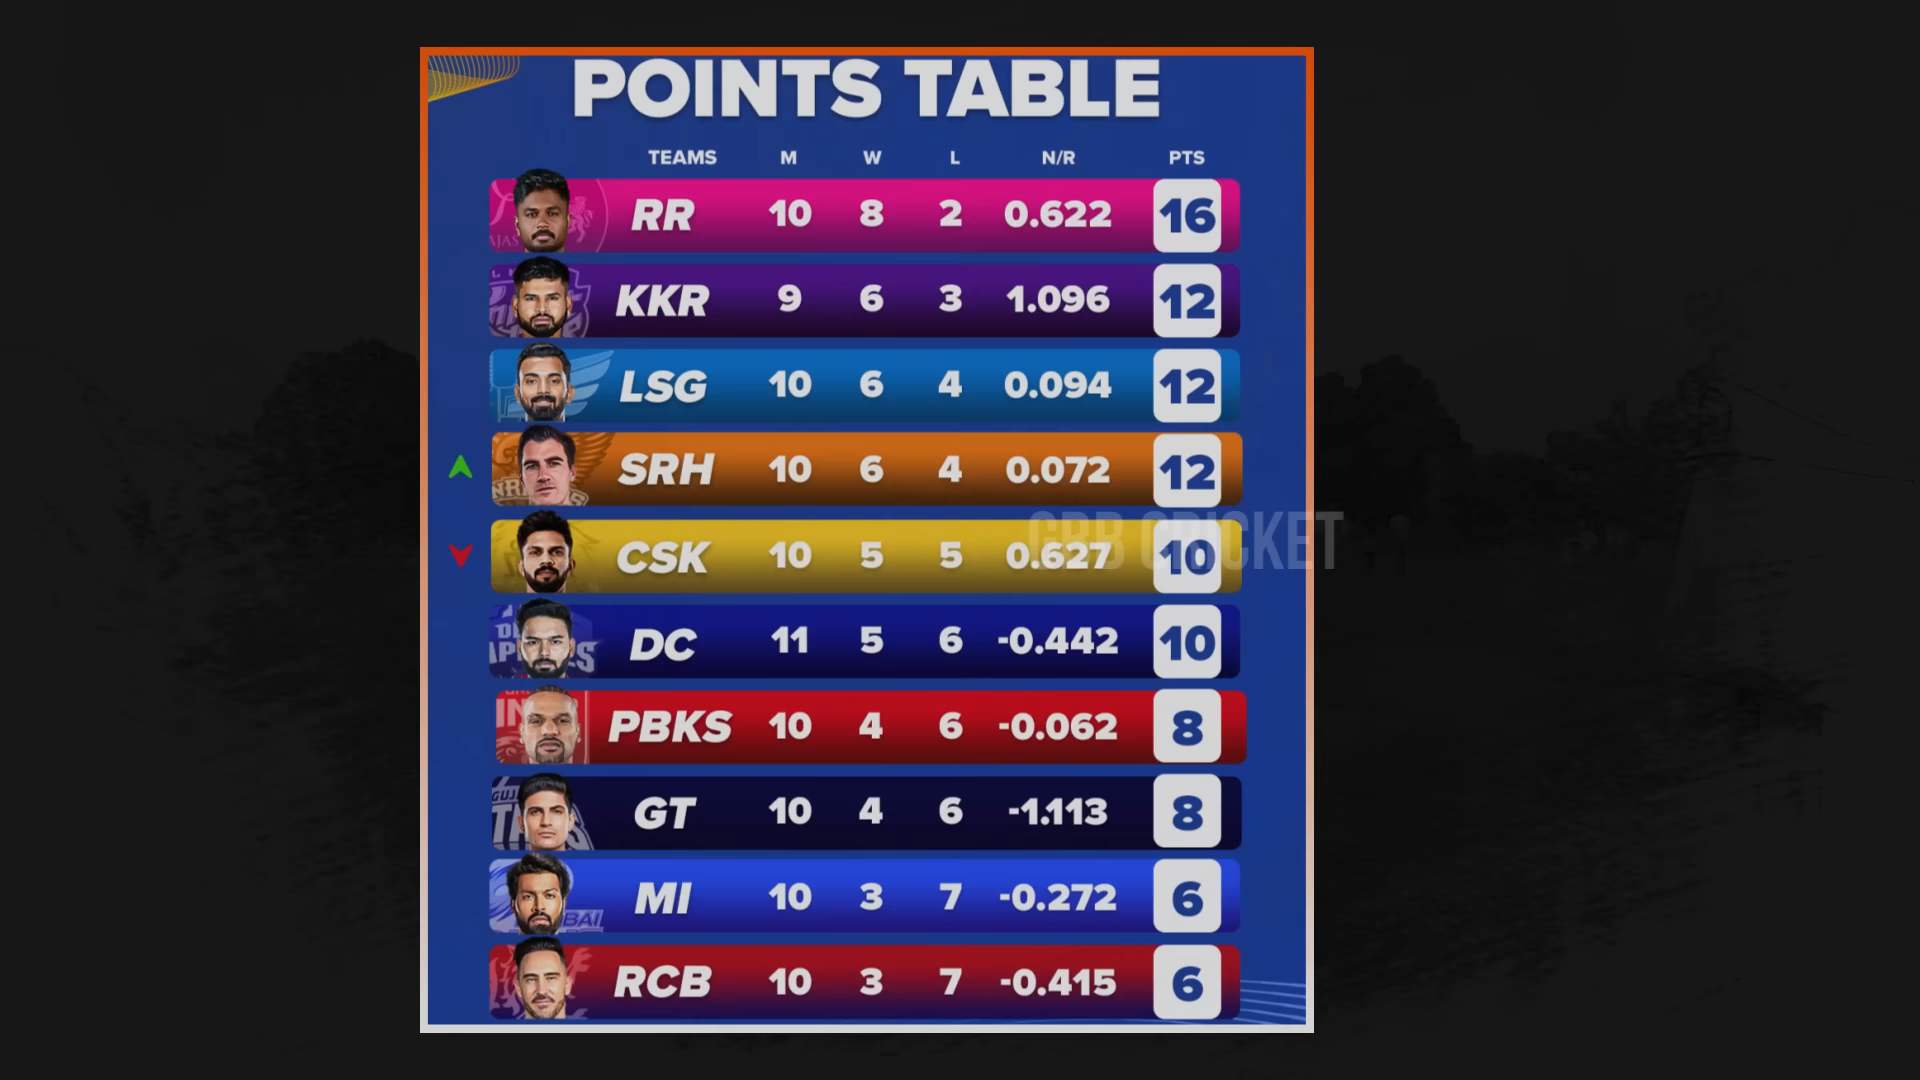 POINTS TABLE
TEAMS M W L N/R PTS
RR 10 8 2 0.622 16
KKR 9 6 3 1.096 12
LSG 10 6 4 0.094 12
SRH 10 6 4 0.072 12
CSK 10 5 5 0.627 10
GBB CRICKET
DC 11 5 6 -0.442 10
PBKS 10 4 6 -0.062 8
GT 10 4 6 -1.113 8
MI 10 3 7 -0.272 6
RCB 10 3 7 -0.415 6